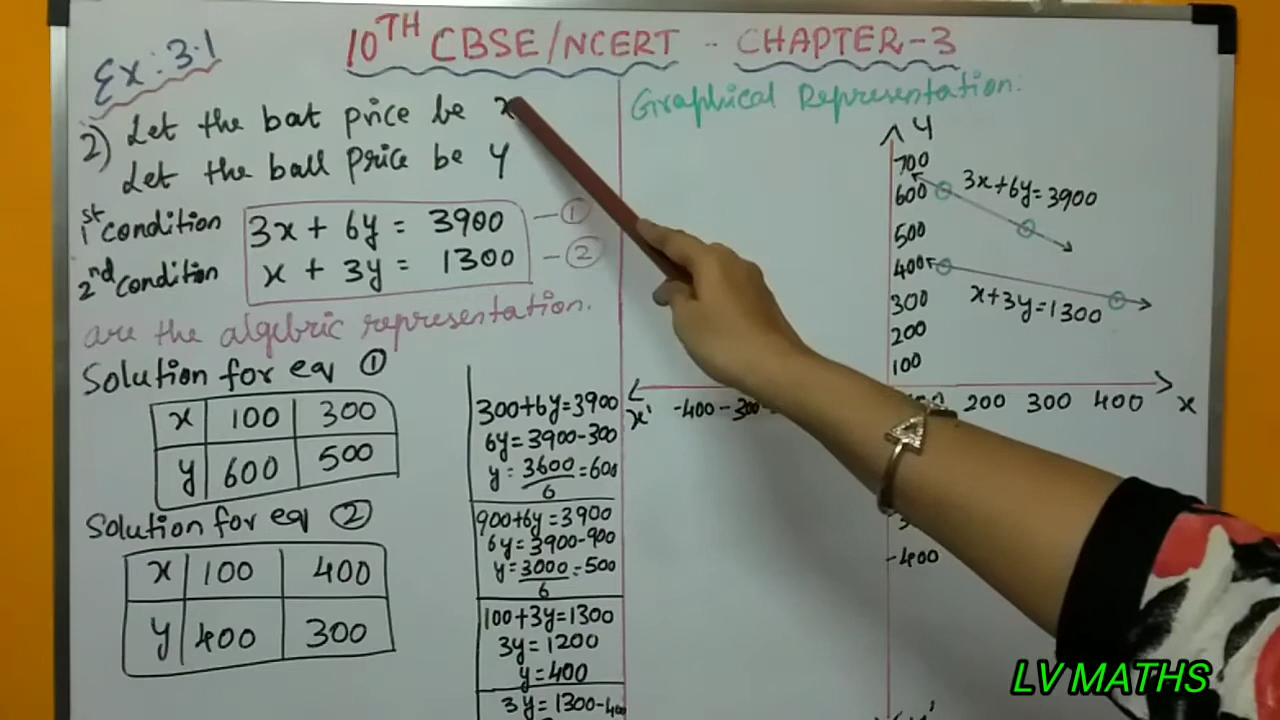 Ex: 3.1
10TH CBSE/NCERT - CHAPTER-3
2) Let the bat price be x
Let the ball price be y
1st condition 3x + 6y = 3900 - ①
2nd condition x + 3y = 1300 - ②
are the algebric representation.
Solution for eq ①
x 100 300
y 600 500
Solution for eq ②
x 100 400
y 400 300
300+6y=3900
6y=3900-300
y=3600/6=600
900+6y=3900
6y=3900-900
y=3000/6=500
100+3y=1300
3y=1200
y=400
3y=1300-400
Graphical Representation.
y
700
600
3x+6y=3900
500
400
x+3y=1300
300
200
100
x' -400 -300 200 300 400 x
-400
y'
LV MATHS